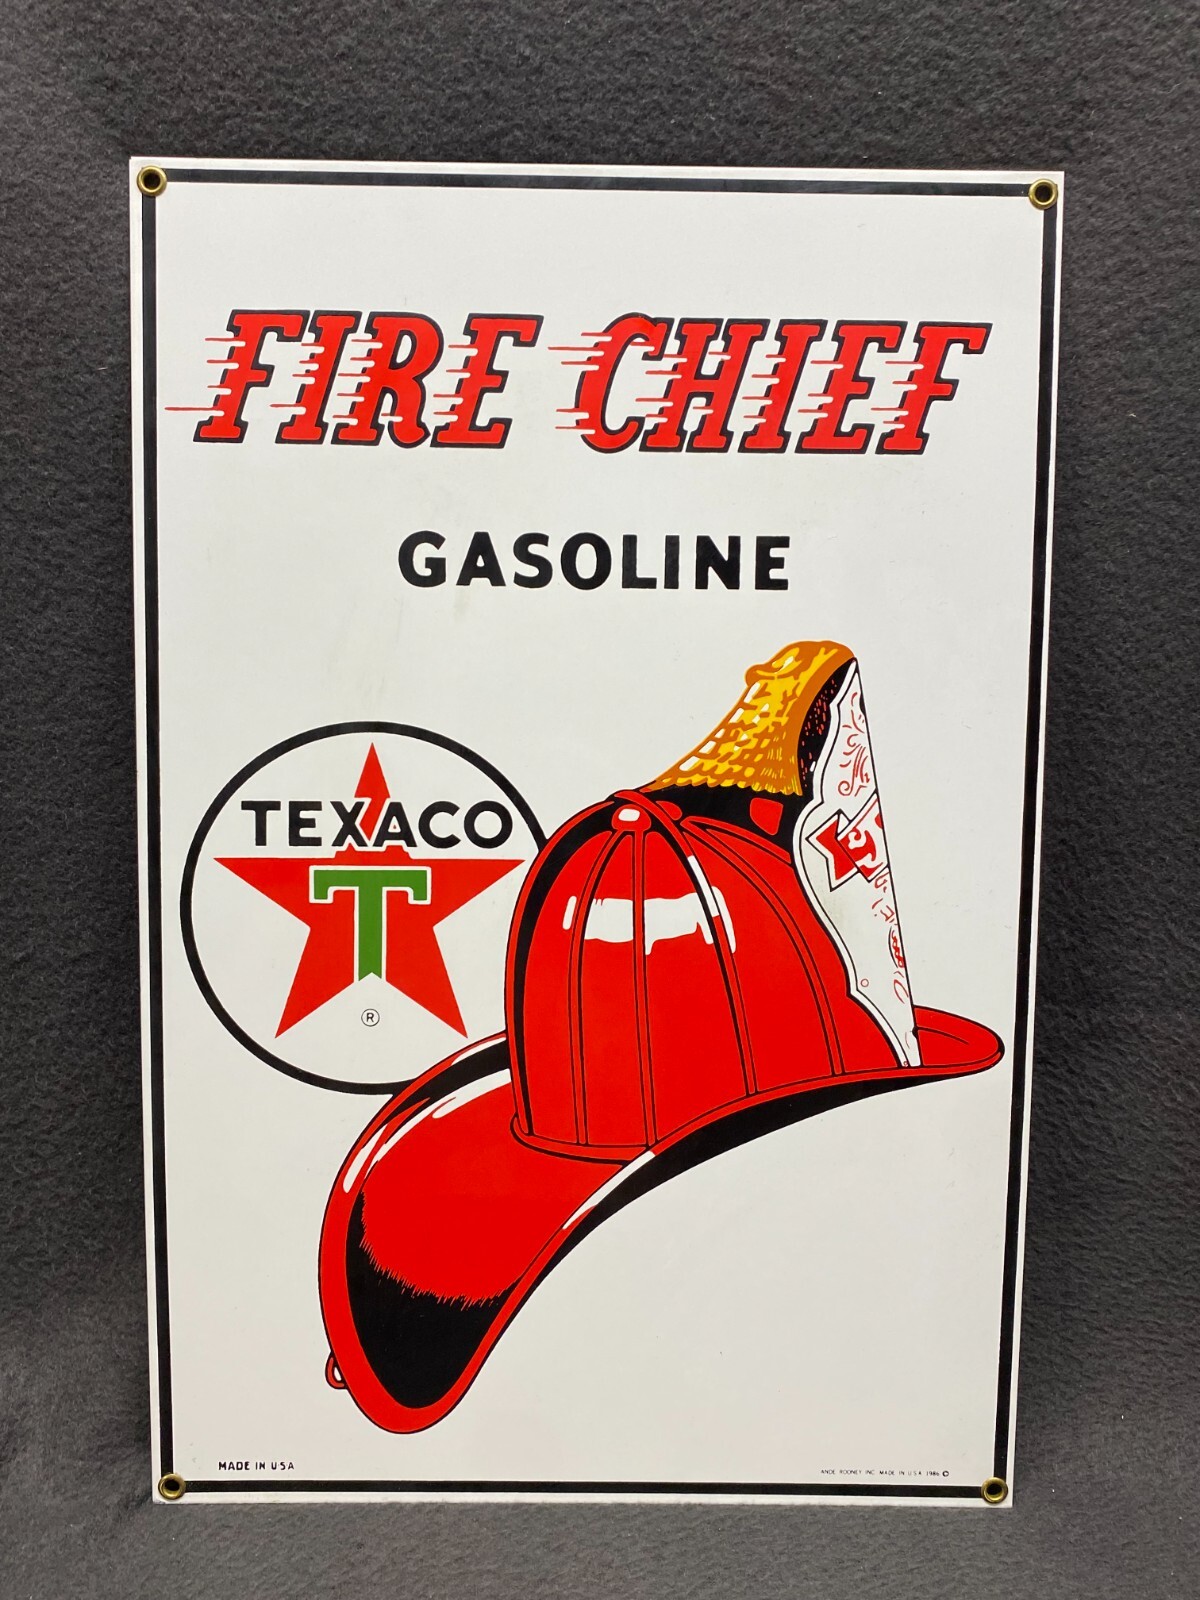 FIRE CHIEF
GASOLINE
TEXACO
T
®
MADE IN USA
ANDE ROONEY INC. MADE IN U.S.A. 1986 ©